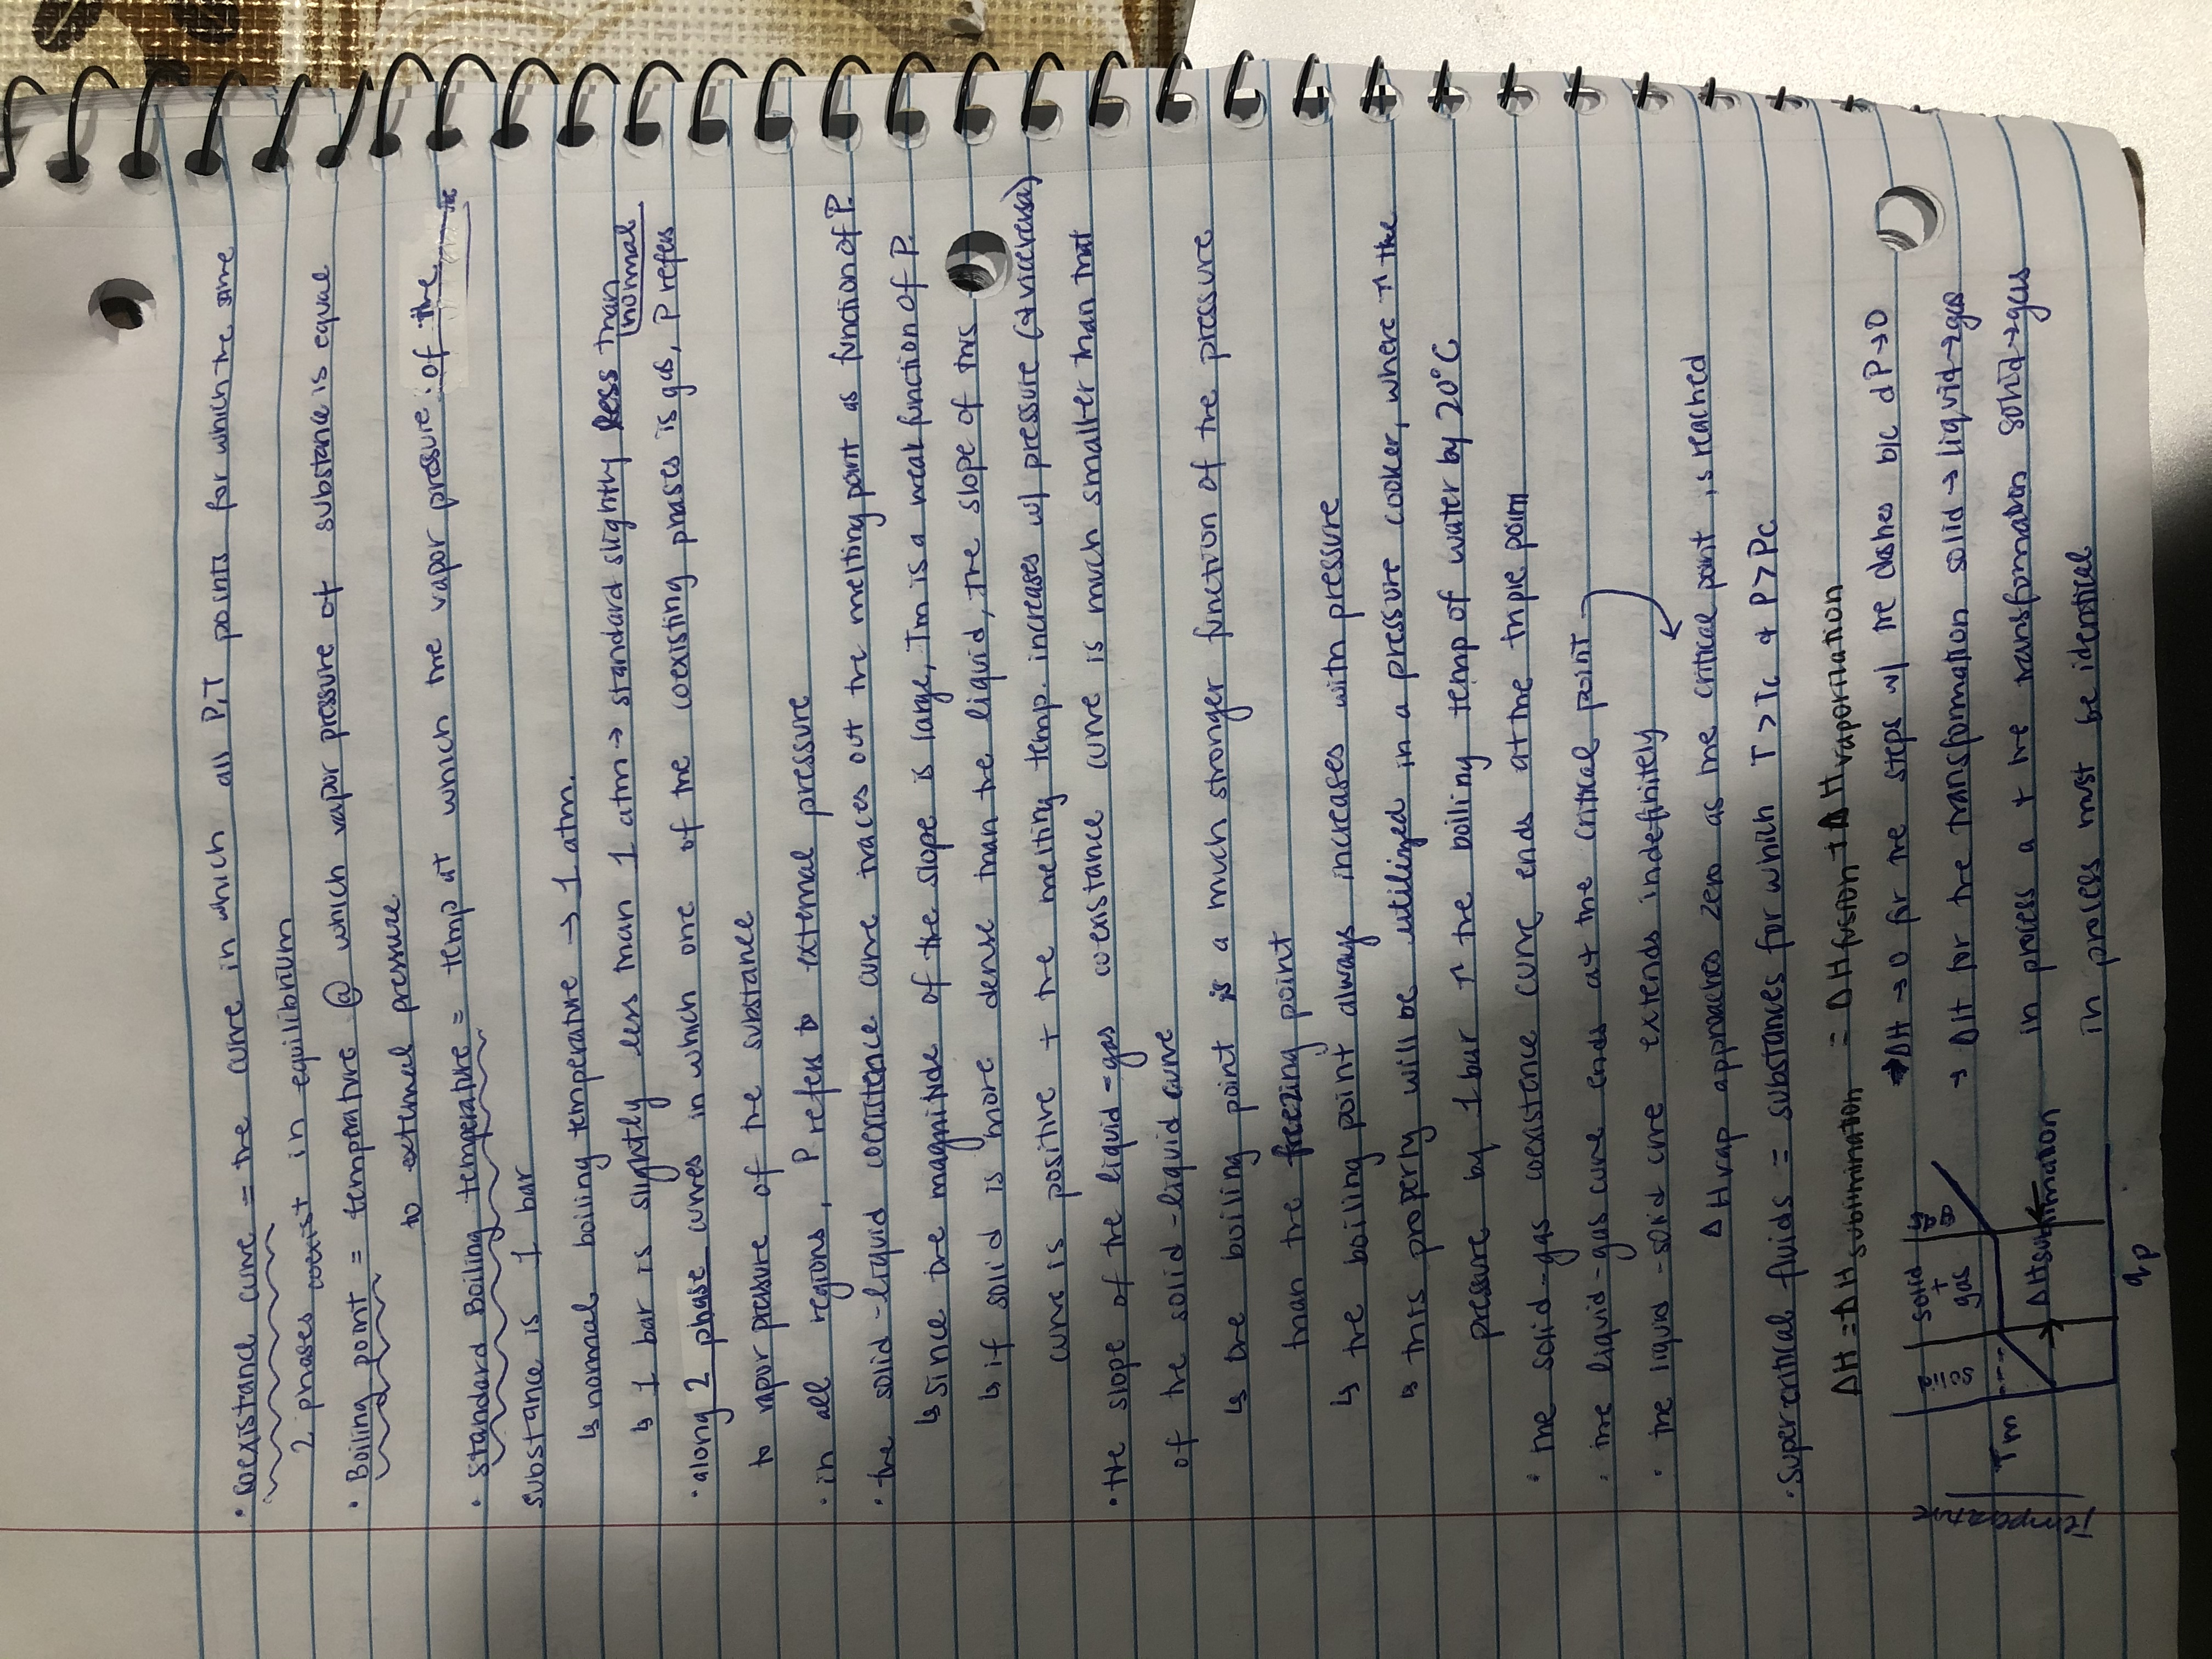 • Coexistance curve = the curve in which all P,T points for which the same
2 phases coexist in equilibrium
• Boiling point = temperature @ which vapor pressure of substance is equal
to external pressure
• Standard Boiling temperature = temp at which the vapor pressure of the
substance is 1 bar
↳ normal boiling temperature → 1 atm.
↳ 1 bar is slightly less than 1 atm → standard slightly less than
normal
• along 2 phase curves in which one of the coexisting phases is gas, P refers
to vapor pressure of the substance
• in all regions, P refers to external pressure
• the solid-liquid coexistence curve traces out the melting point as function of P.
↳ Since the magnitude of the slope is large, Tm is a weak function of P.
↳ if solid is more dense than the liquid, the slope of this
curve is positive + the melting temp. increases w/ pressure (& viceversa)
• the slope of the liquid-gas coexistance curve is much smaller than that
of the solid-liquid curve
↳ the boiling point is a much stronger function of the pressure
than the freezing point
↳ the boiling point always increases with pressure
↳ this property will be utilized in a pressure cooker, where ↑ the
pressure by 1 bar ↑ the boiling temp of water by 20°C
• the solid-gas coexistence curve ends at the triple point
• the liquid-gas curve ends at the critical point
• the liquid-solid curve extends indefinitely
ΔHvap approaches zero as the critical point is reached
• Supercritical fluids = substances for which T > Tc & P > Pc
ΔH = ΔH sublimination = ΔH fusion + ΔH vaporization
→ ΔH → 0 for the steps w/ the dashes b/c dP→0
→ ΔH for the transformation solid → liquid → gas
in process a + the transformation solid → gas
in process must be identical
Temperature
solid
solid
+
gas
gas
Tm
ΔHsublimation
qp